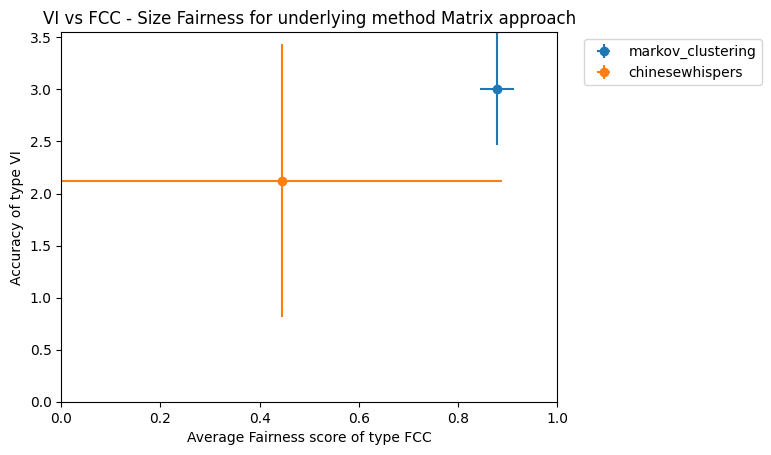 VI vs FCC - Size Fairness for underlying method Matrix approach
markov_clustering
chinesewhispers
Accuracy of type VI
3.5
3.0
2.5
2.0
1.5
1.0
0.5
0.0
0.0 0.2 0.4 0.6 0.8 1.0
Average Fairness score of type FCC